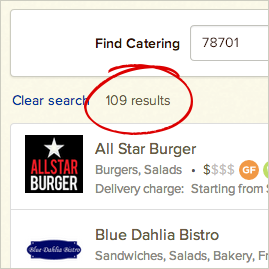 Find Catering 78701
Clear search 109 results
ALLSTAR
BURGER
All Star Burger
Burgers, Salads • $$$$ GF
Delivery charge: Starting from
Blue Dahlia Bistro
Blue Dahlia Bistro
Sandwiches, Salads, Bakery,